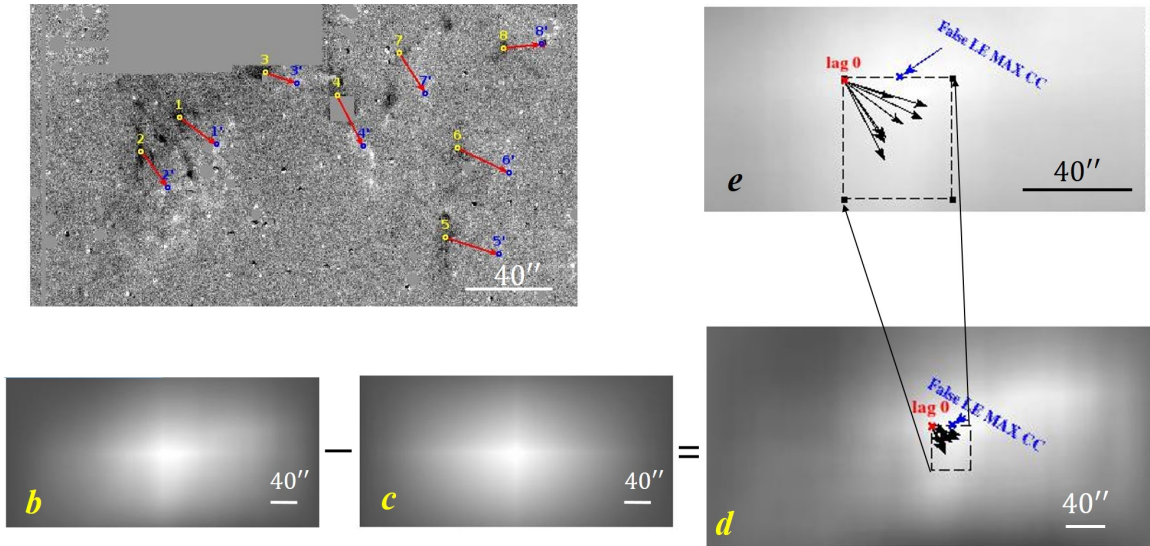 1
1'
2
2'
3
3'
4
4'
5
5'
6
6'
7
7'
8
8'
40″
lag 0
False LE MAX CC
e
40″
b
40″
−
c
40″
=
lag 0
False LE MAX CC
d
40″